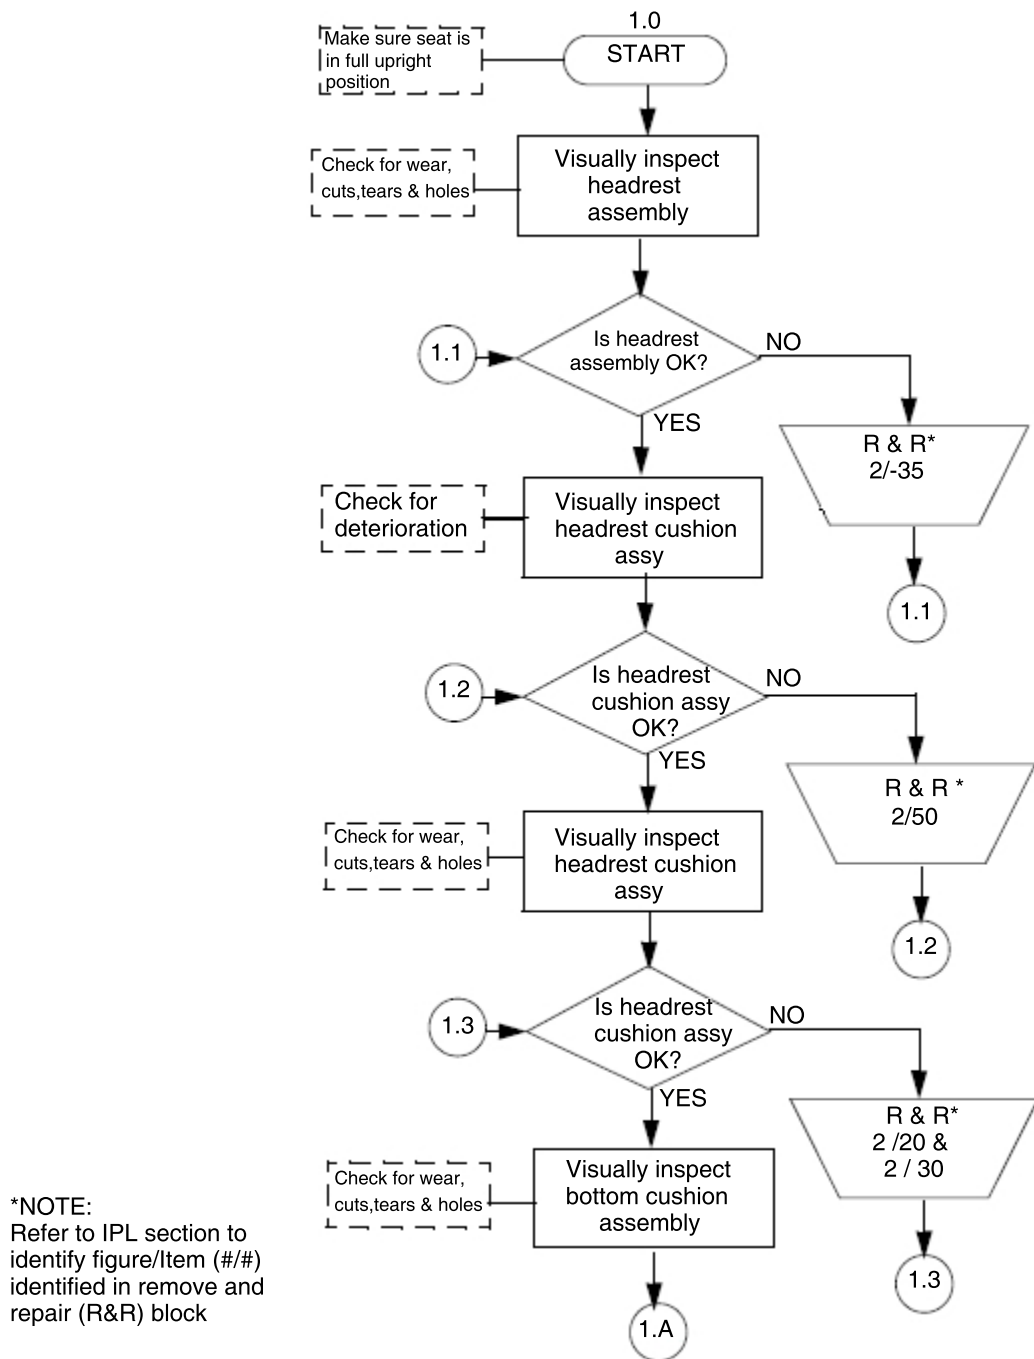 1.0
START
Make sure seat is
in full upright
position
Visually inspect
headrest
assembly
Check for wear,
cuts,tears & holes
1.1
Is headrest
assembly OK?
NO
YES
R & R*
2/-35
1.1
Check for
deterioration
Visually inspect
headrest cushion
assy
1.2
Is headrest
cushion assy
OK?
NO
YES
R & R *
2/50
1.2
Check for wear,
cuts,tears & holes
Visually inspect
headrest cushion
assy
1.3
Is headrest
cushion assy
OK?
NO
YES
R & R*
2 /20 &
2 / 30
1.3
Check for wear,
cuts,tears & holes
Visually inspect
bottom cushion
assembly
1.A
*NOTE:
Refer to IPL section to
identify figure/Item (#/#)
identified in remove and
repair (R&R) block